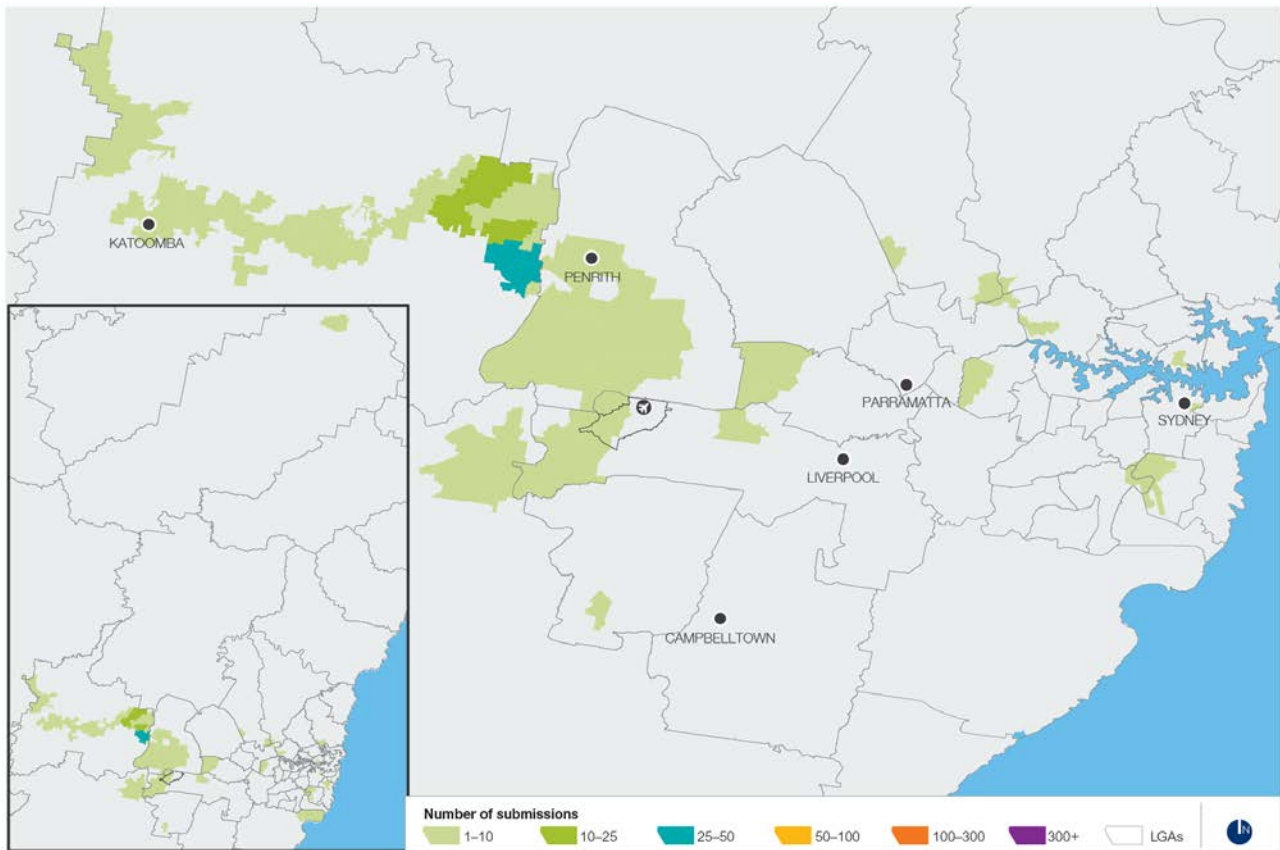 KATOOMBA
PENRITH
PARRAMATTA
SYDNEY
LIVERPOOL
CAMPBELLTOWN
Number of submissions
1–10
10–25
25–50
50–100
100–300
300+
LGAs
N